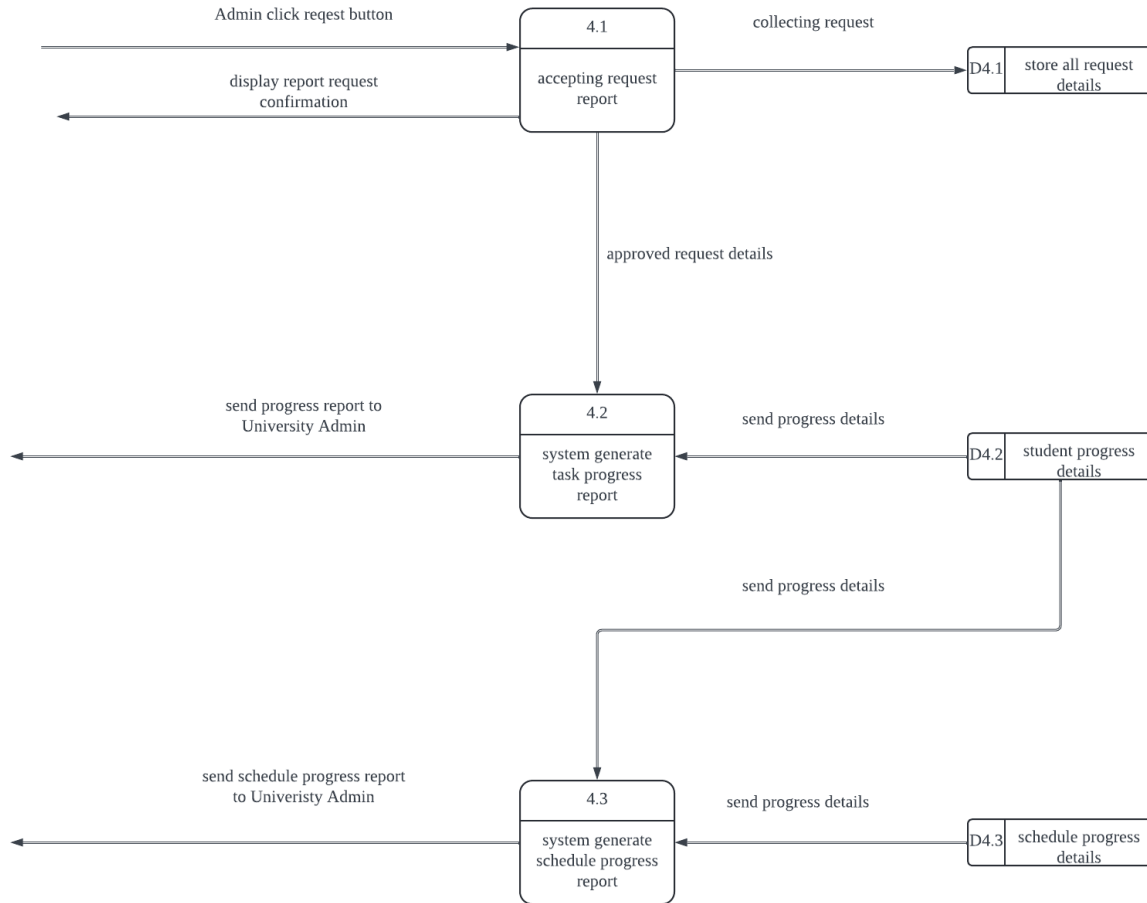 Admin click reqest button
4.1
collecting request
accepting request
report
D4.1
store all request
details
display report request
confirmation
approved request details
send progress report to
University Admin
4.2
system generate
task progress
report
send progress details
D4.2
student progress
details
send progress details
send schedule progress report
to Univeristy Admin
4.3
system generate
schedule progress
report
send progress details
D4.3
schedule progress
details